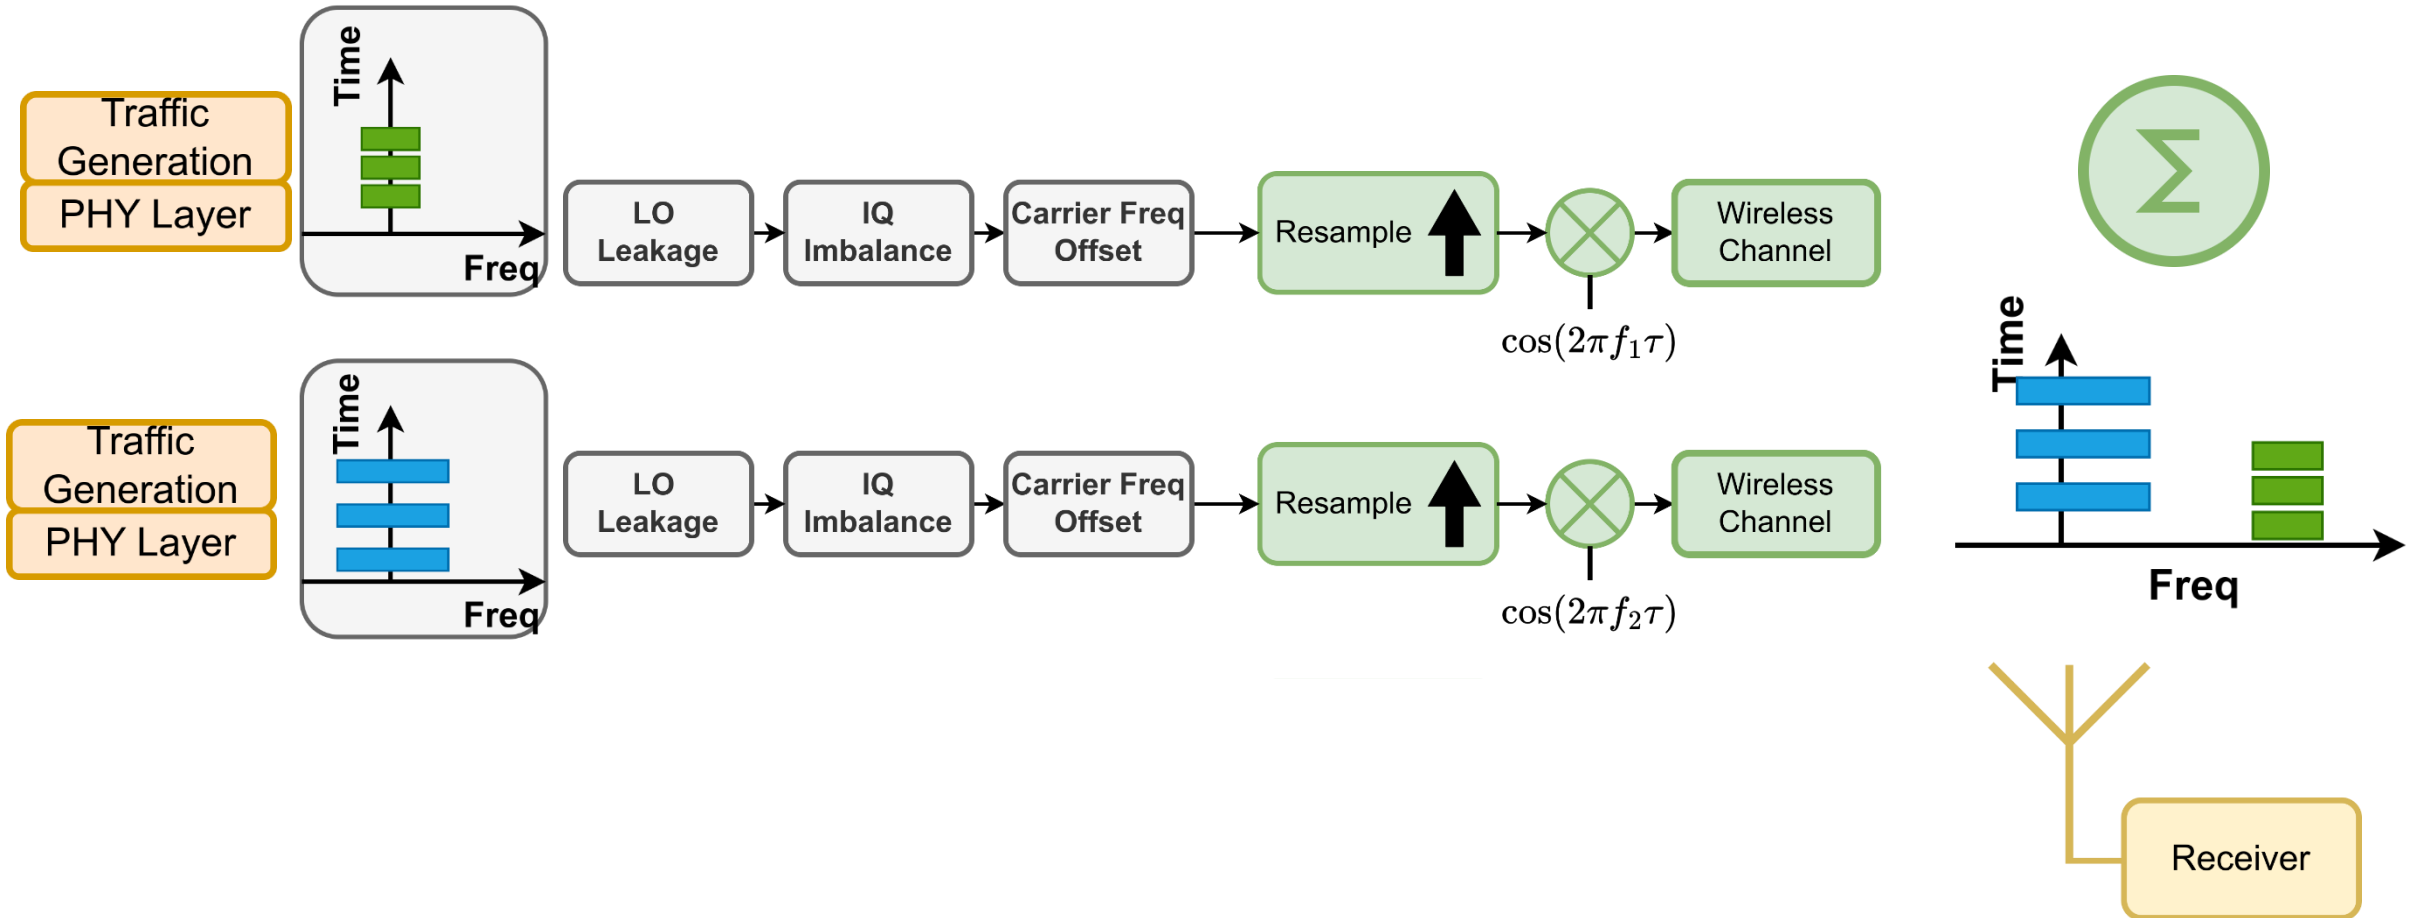 Traffic
Generation
PHY Layer
Time
Freq
LO
Leakage
IQ
Imbalance
Carrier Freq
Offset
Resample
cos(2πf₁τ)
Wireless
Channel
Σ
Traffic
Generation
PHY Layer
Time
Freq
LO
Leakage
IQ
Imbalance
Carrier Freq
Offset
Resample
cos(2πf₂τ)
Wireless
Channel
Time
Freq
Receiver